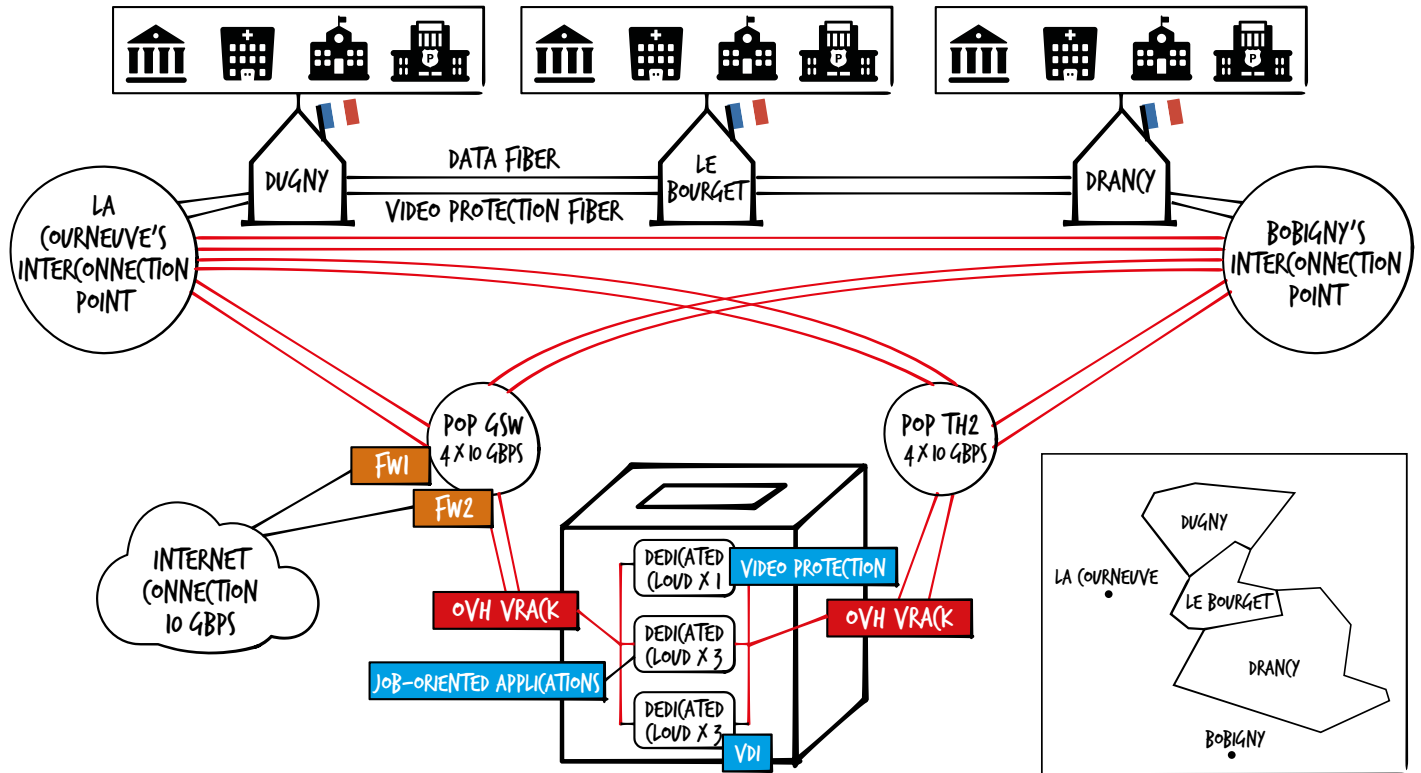 P
P
P
DUGNY
DATA FIBER
VIDEO PROTECTION FIBER
LE
BOURGET
DRANCY
LA
COURNEUVE'S
INTERCONNECTION
POINT
BOBIGNY'S
INTERCONNECTION
POINT
POP GSW
4 X 10 GBPS
POP TH2
4 X 10 GBPS
FW1
FW2
INTERNET
CONNECTION
10 GBPS
DEDICATED
CLOUD X 1
VIDEO PROTECTION
OVH VRACK
DEDICATED
CLOUD X 3
OVH VRACK
JOB-ORIENTED APPLICATIONS
DEDICATED
CLOUD X 3
VDI
DUGNY
LA COURNEUVE
LE BOURGET
DRANCY
BOBIGNY